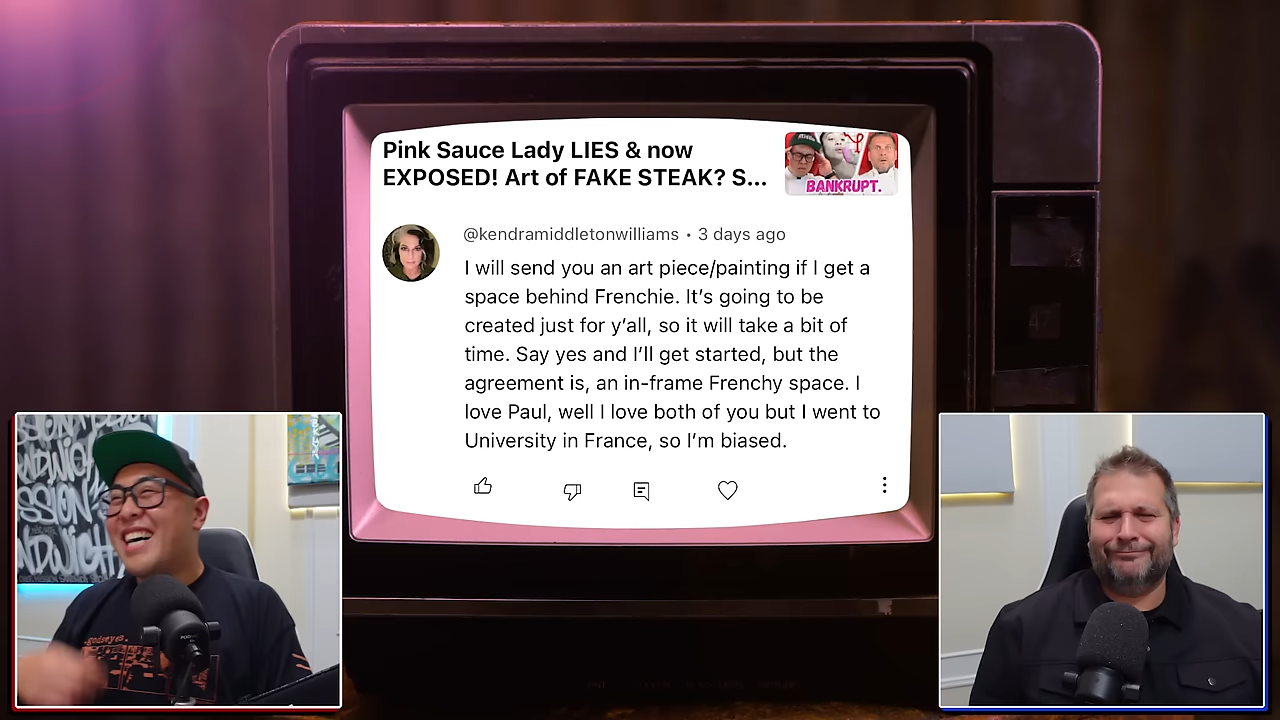 Pink Sauce Lady LIES & now
EXPOSED! Art of FAKE STEAK? S...
BANKRUPT.
@kendramiddletonwilliams • 3 days ago
I will send you an art piece/painting if I get a
space behind Frenchie. It’s going to be
created just for y’all, so it will take a bit of
time. Say yes and I’ll get started, but the
agreement is, an in-frame Frenchy space. I
love Paul, well I love both of you but I went to
University in France, so I’m biased.
47
.godseyes.